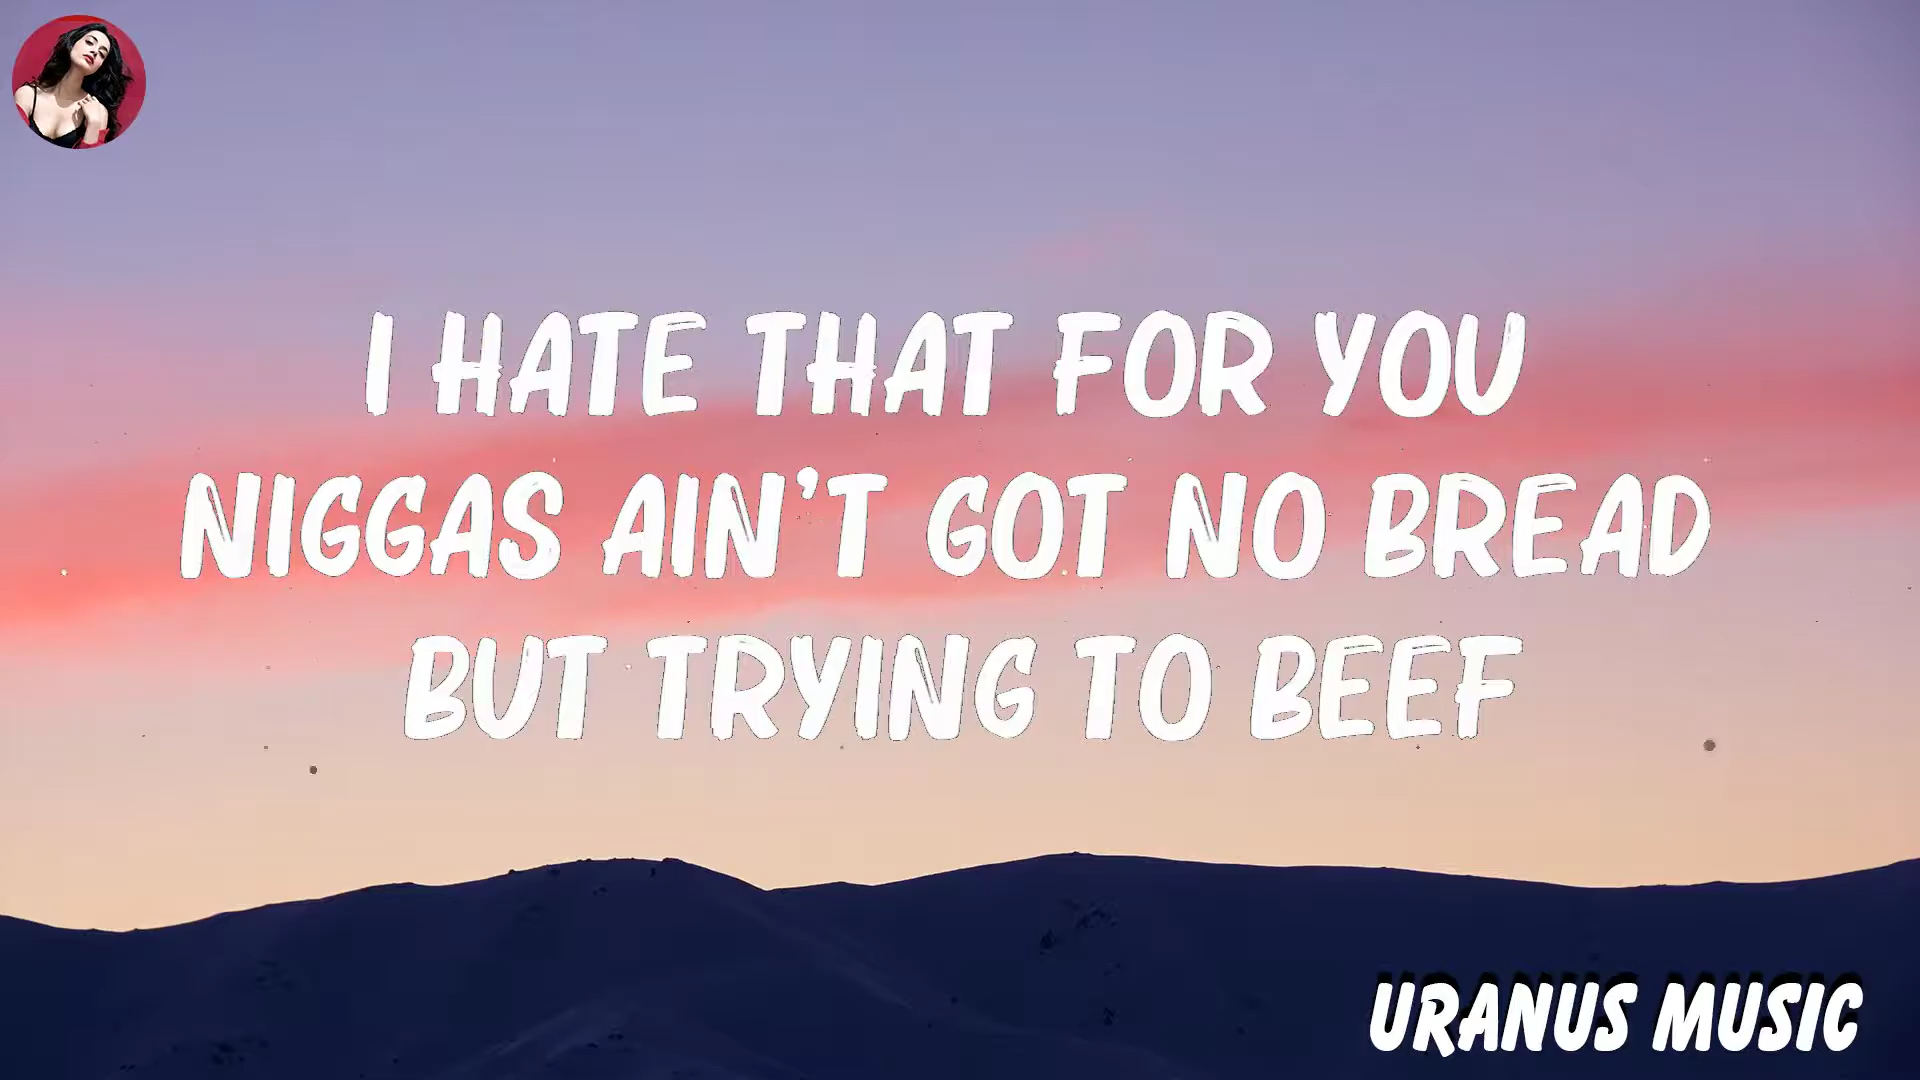 I HATE THAT FOR YOU
NIGGAS AIN'T GOT NO BREAD
BUT TRYING TO BEEF
URANUS MUSIC